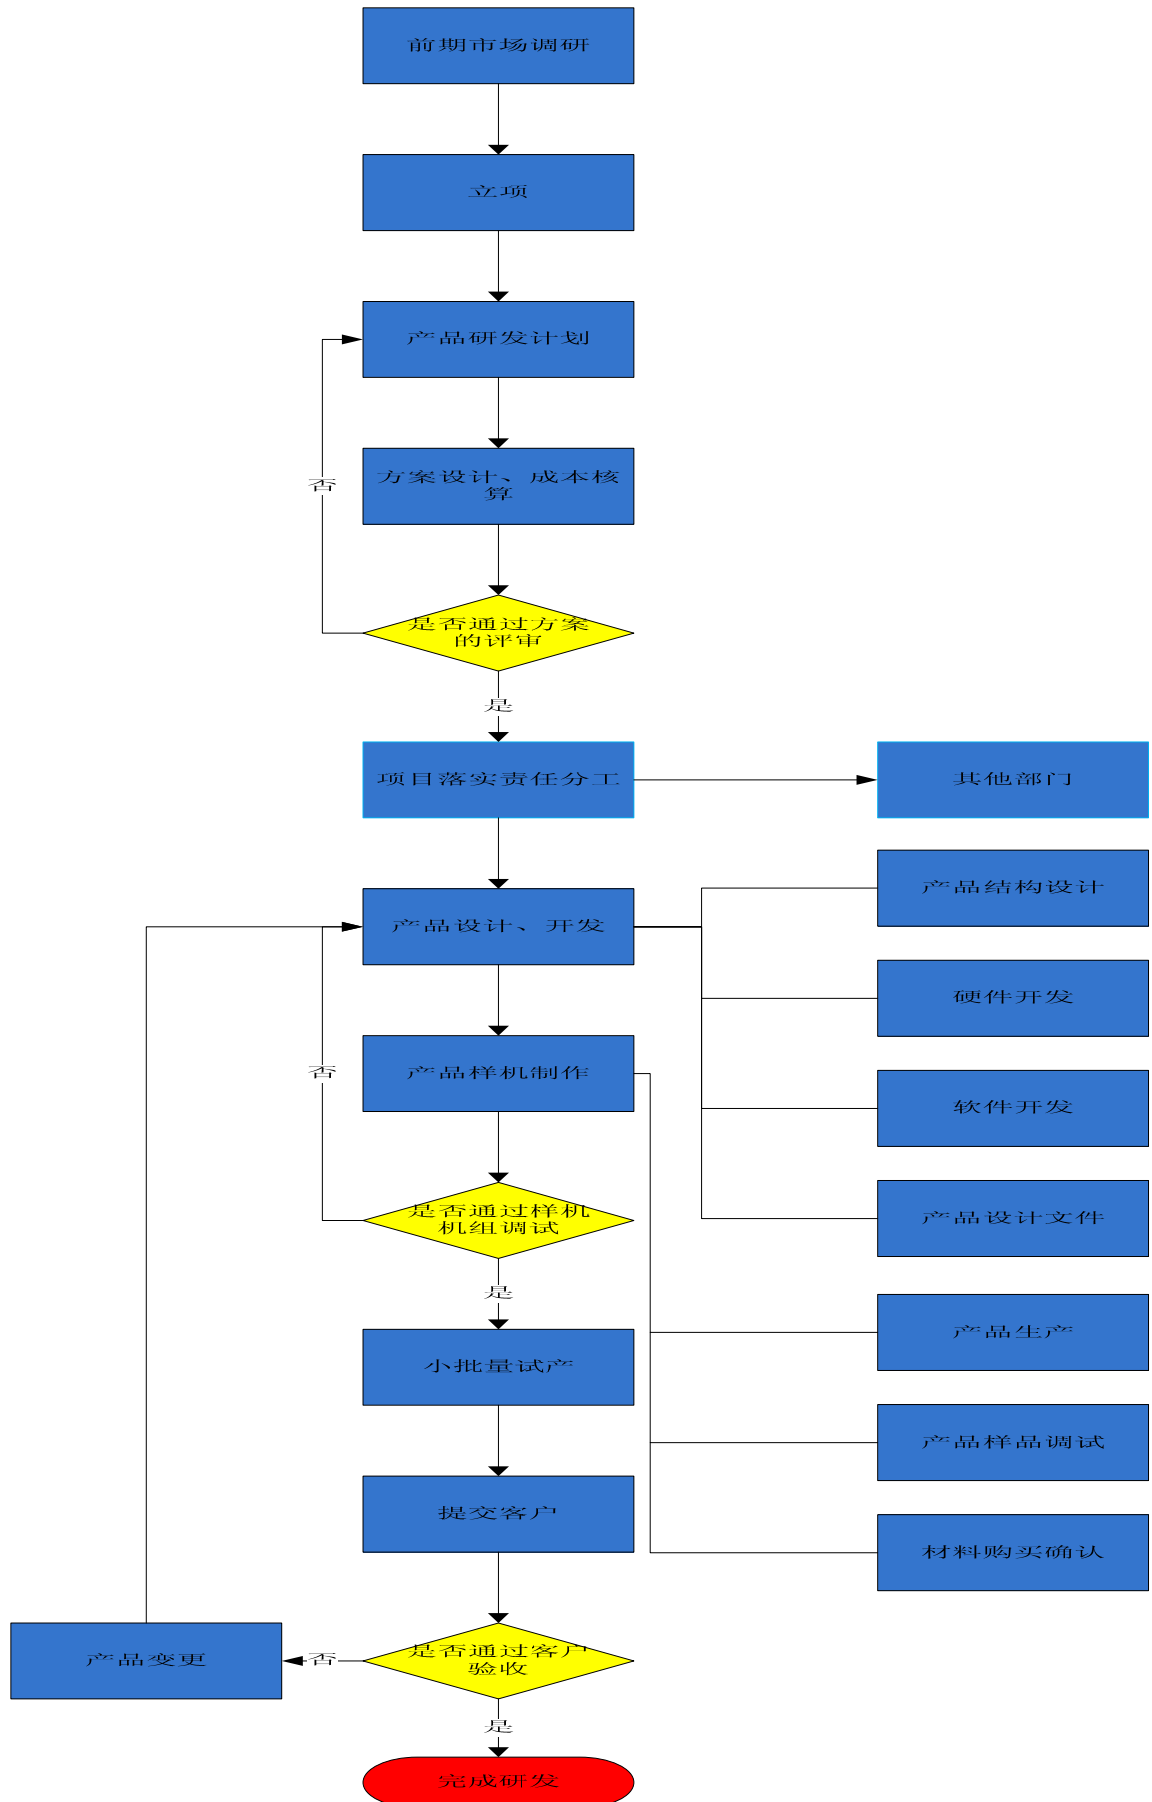 前期市场调研
立项
产品研发计划
方案设计、成本核
算
否
是否通过方案
的评审
是
项目落实责任分工
其他部门
产品结构设计
产品设计、开发
硬件开发
否
产品样机制作
软件开发
是否通过样机
机组调试
产品设计文件
是
产品生产
小批量试产
产品样品调试
提交客户
材料购买确认
产品变更
否
是否通过客户
验收
是
完成研发